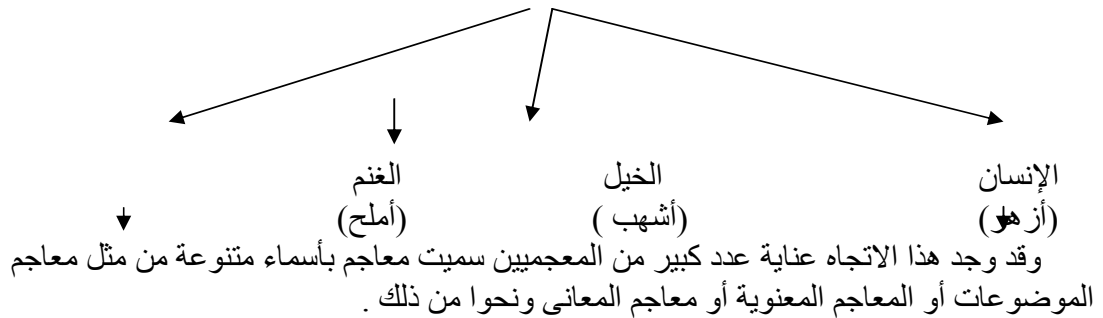 الإنسان الخيل الغنم
(أزهر) (أشهب ) (أملح)
وقد وجد هذا الاتجاه عناية عدد كبير من المعجميين سميت معاجم بأسماء متنوعة من مثل معاجم
الموضوعات أو المعاجم المعنوية أو معاجم المعانى ونحوا من ذلك .